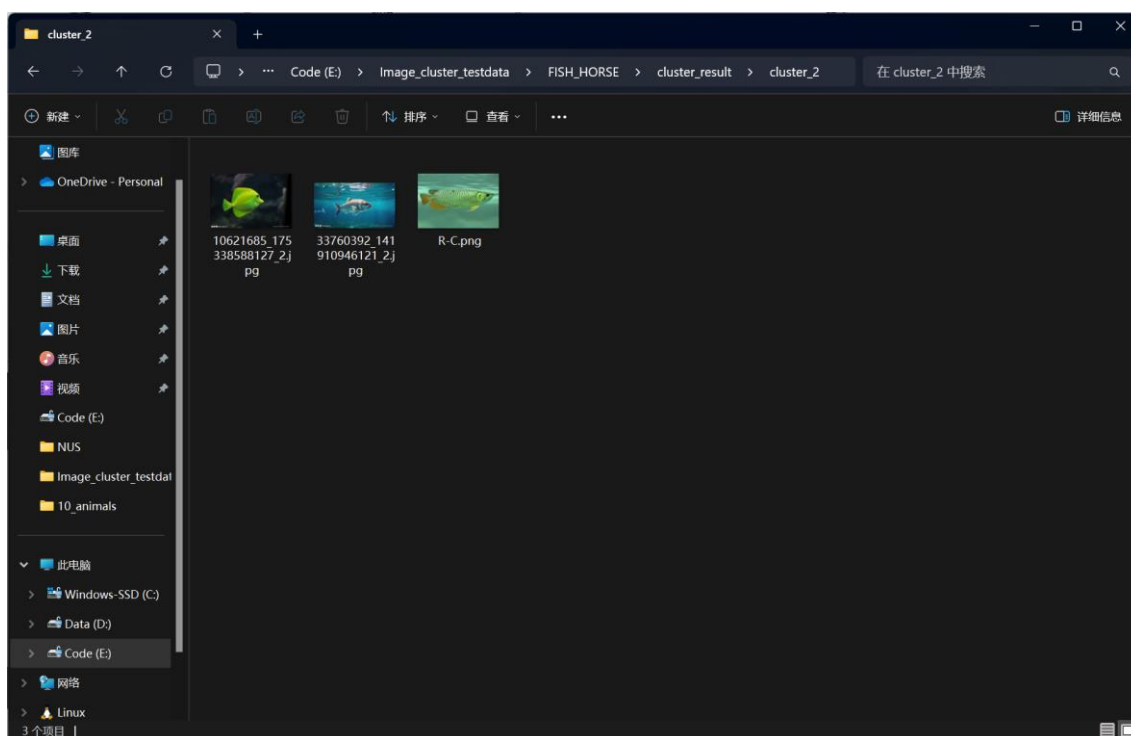 cluster_2
Code (E:) > Image_cluster_testdata > FISH_HORSE > cluster_result > cluster_2
在 cluster_2 中搜索
新建
排序
查看
详细信息
图库
OneDrive - Personal
桌面
下载
文档
图片
音乐
视频
Code (E:)
NUS
Image_cluster_testdat
10_animals
此电脑
Windows-SSD (C:)
Data (D:)
Code (E:)
网络
Linux
10621685_175
338588127_2.j
pg
33760392_141
910946121_2.j
pg
R-C.png
3 个项目